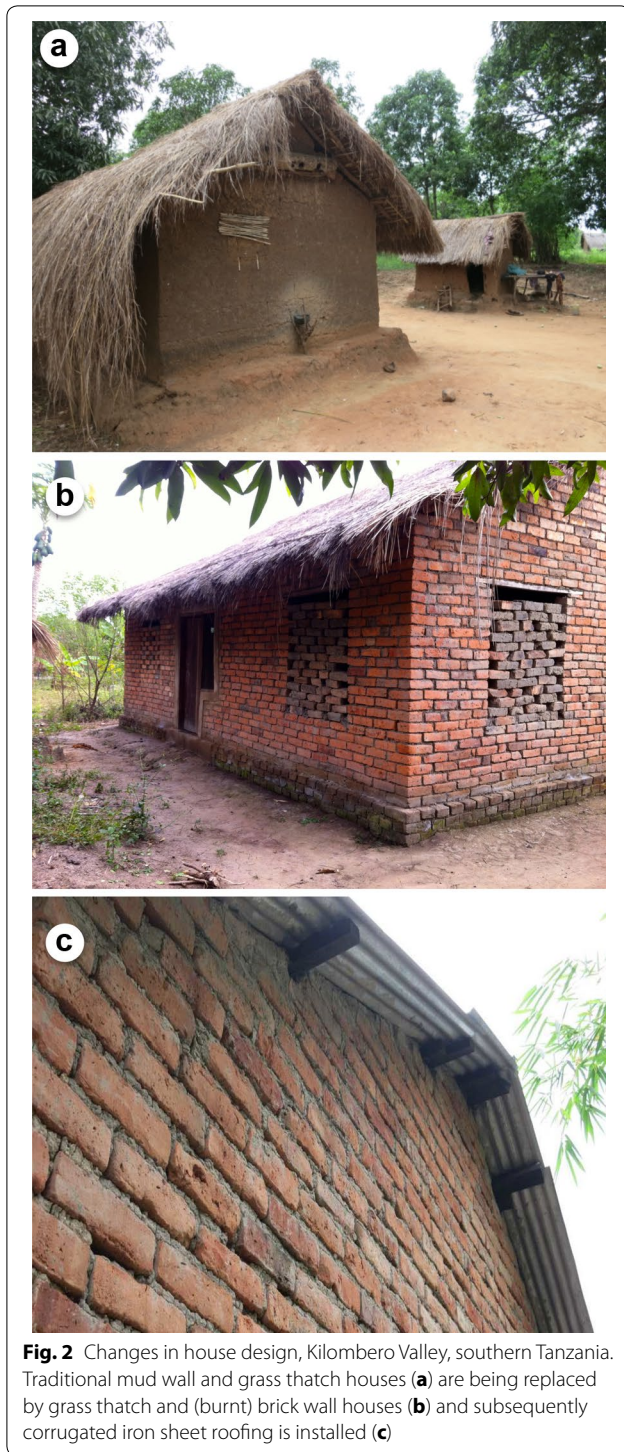 a
b
c
Fig. 2 Changes in house design, Kilombero Valley, southern Tanzania.
Traditional mud wall and grass thatch houses (a) are being replaced
by grass thatch and (burnt) brick wall houses (b) and subsequently
corrugated iron sheet roofing is installed (c)